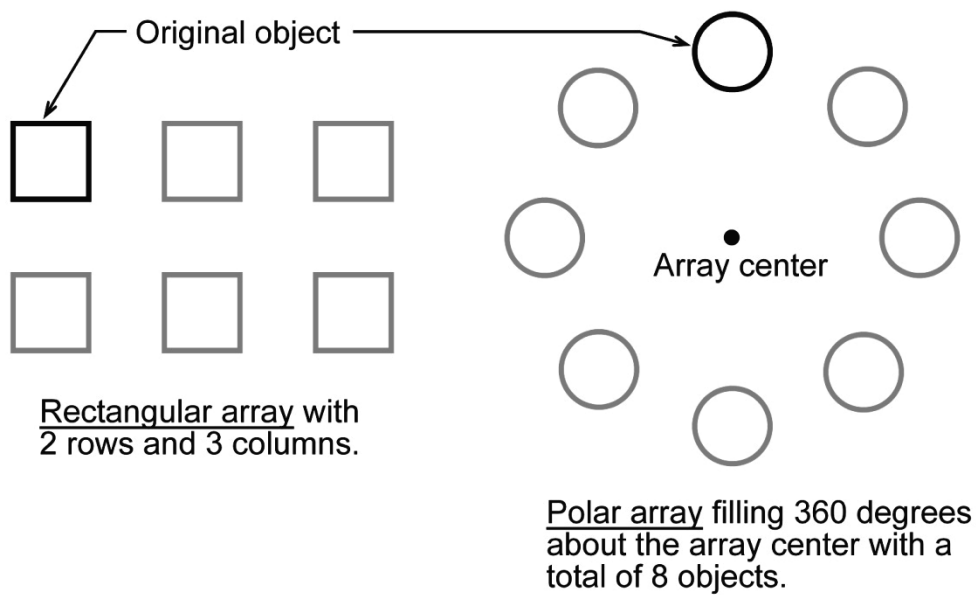 Original object
Array center
Rectangular array with
2 rows and 3 columns.
Polar array filling 360 degrees
about the array center with a
total of 8 objects.